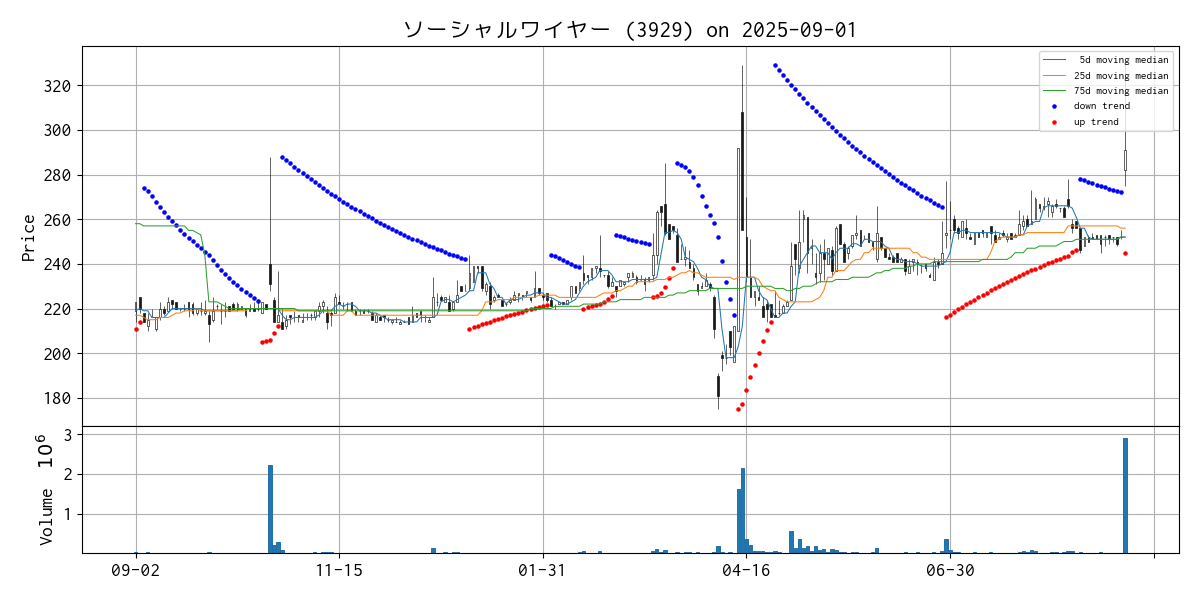 ソーシャルワイヤー (3929) on 2025-09-01
5d moving median
25d moving median
75d moving median
down trend
up trend
Price
320
300
280
260
240
220
200
180
Volume 10^6
3
2
1
09-02 11-15 01-31 04-16 06-30